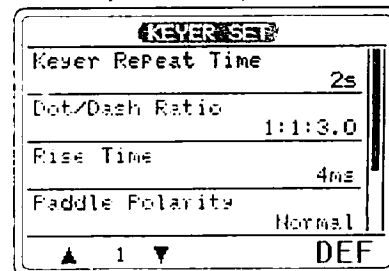 KEYER SET
Keyer Repeat Time
2s
Dot/Dash Ratio
1:1:3.0
Rise Time
4ms
Paddle Polarity
Normal
▲ 1 ▼ DEF